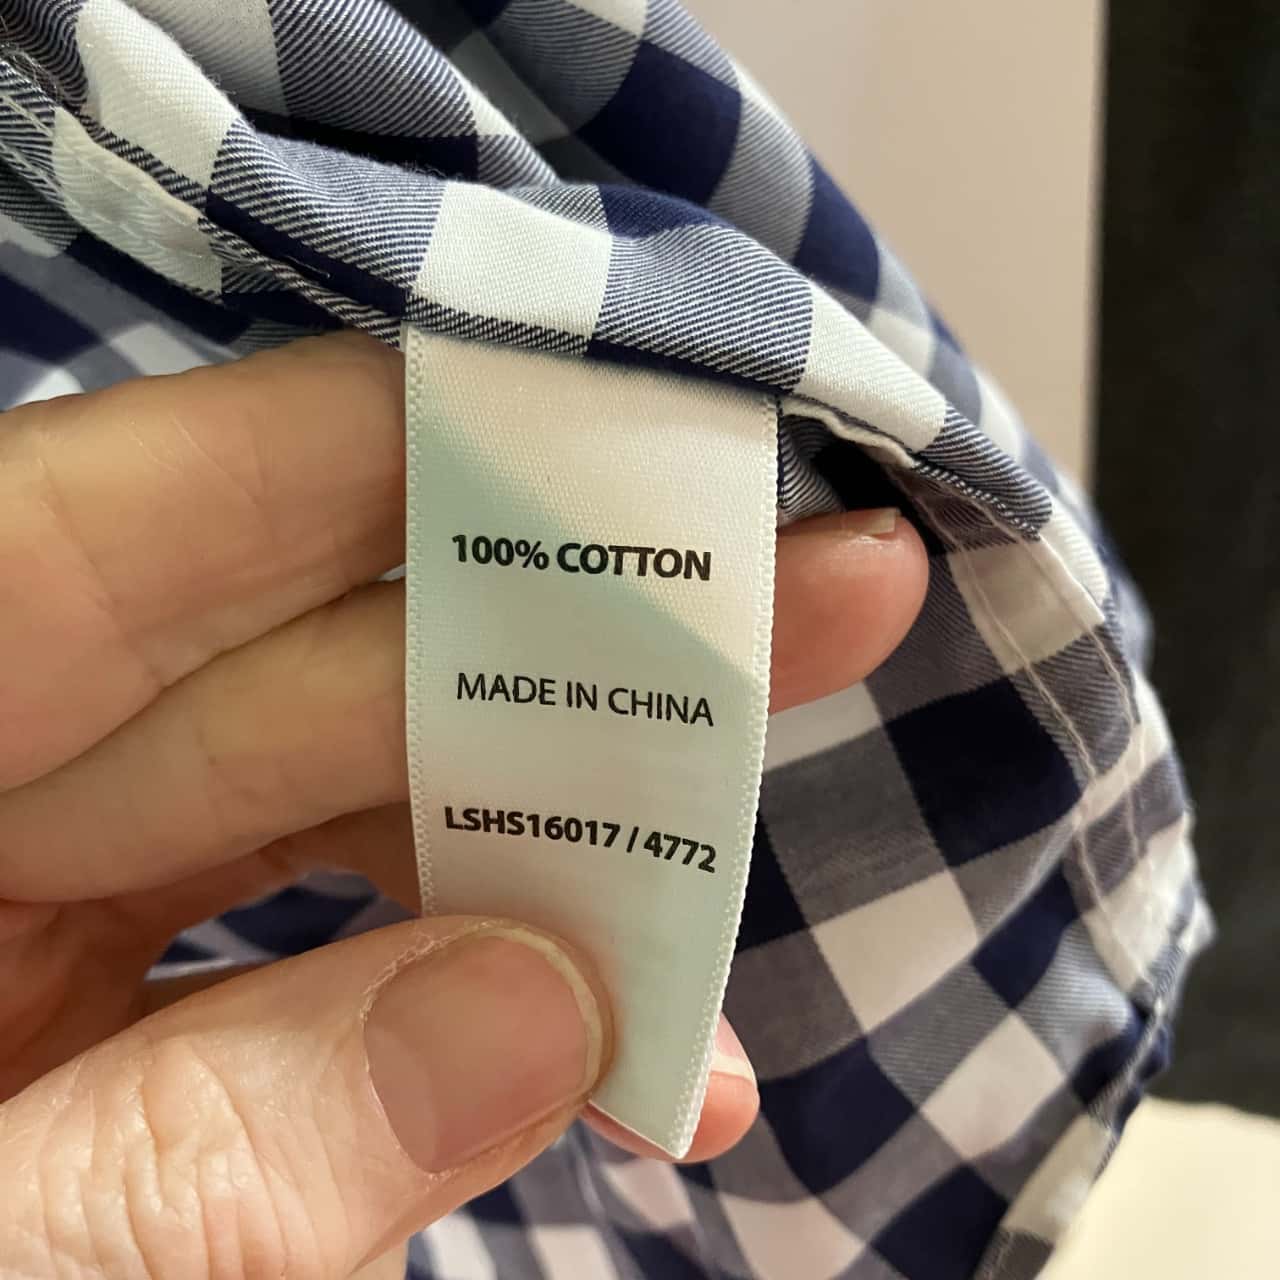 100% COTTON
MADE IN CHINA
LSHS16017 / 4772